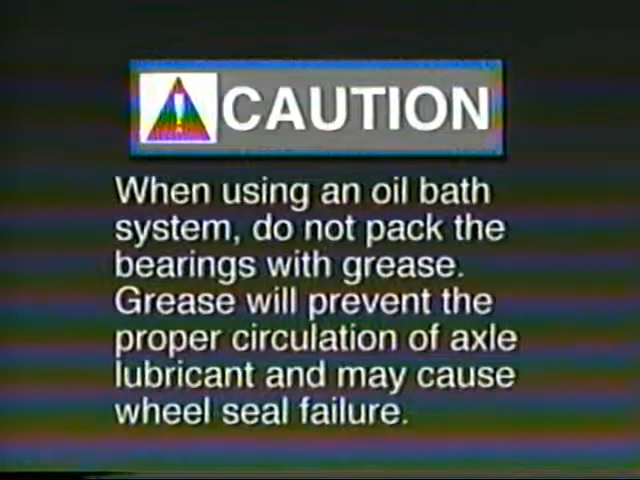 CAUTION
When using an oil bath
system, do not pack the
bearings with grease.
Grease will prevent the
proper circulation of axle
lubricant and may cause
wheel seal failure.